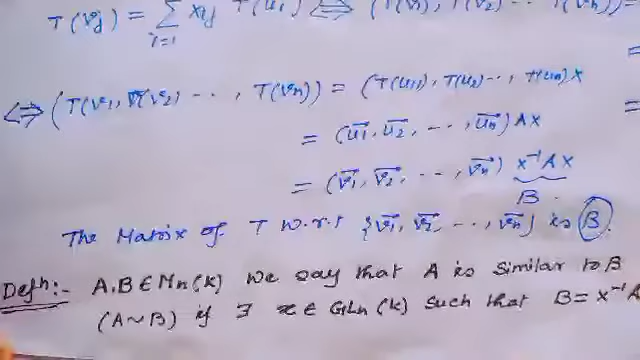 T(vj) = Σ i=1 xij T(ui) ⟺ (T(v1), T(v2) - - - T(vn)) =
⟺ (T(v1, T(v2) - - - , T(vn)) = (T(u1), T(u2) - - , T(un) X
= (u1, u2, - - - , un) A X
= (v1, v2, - - - , vn) X⁻¹ A X
B
The Matrix of T w.r.t {v1, v2, - - - , vn} is B.
Defn:- A, B ∈ Mn(K) we say that A is Similar to B
(A ~ B) if ∃ x ∈ GLn(K) such that B = x⁻¹A